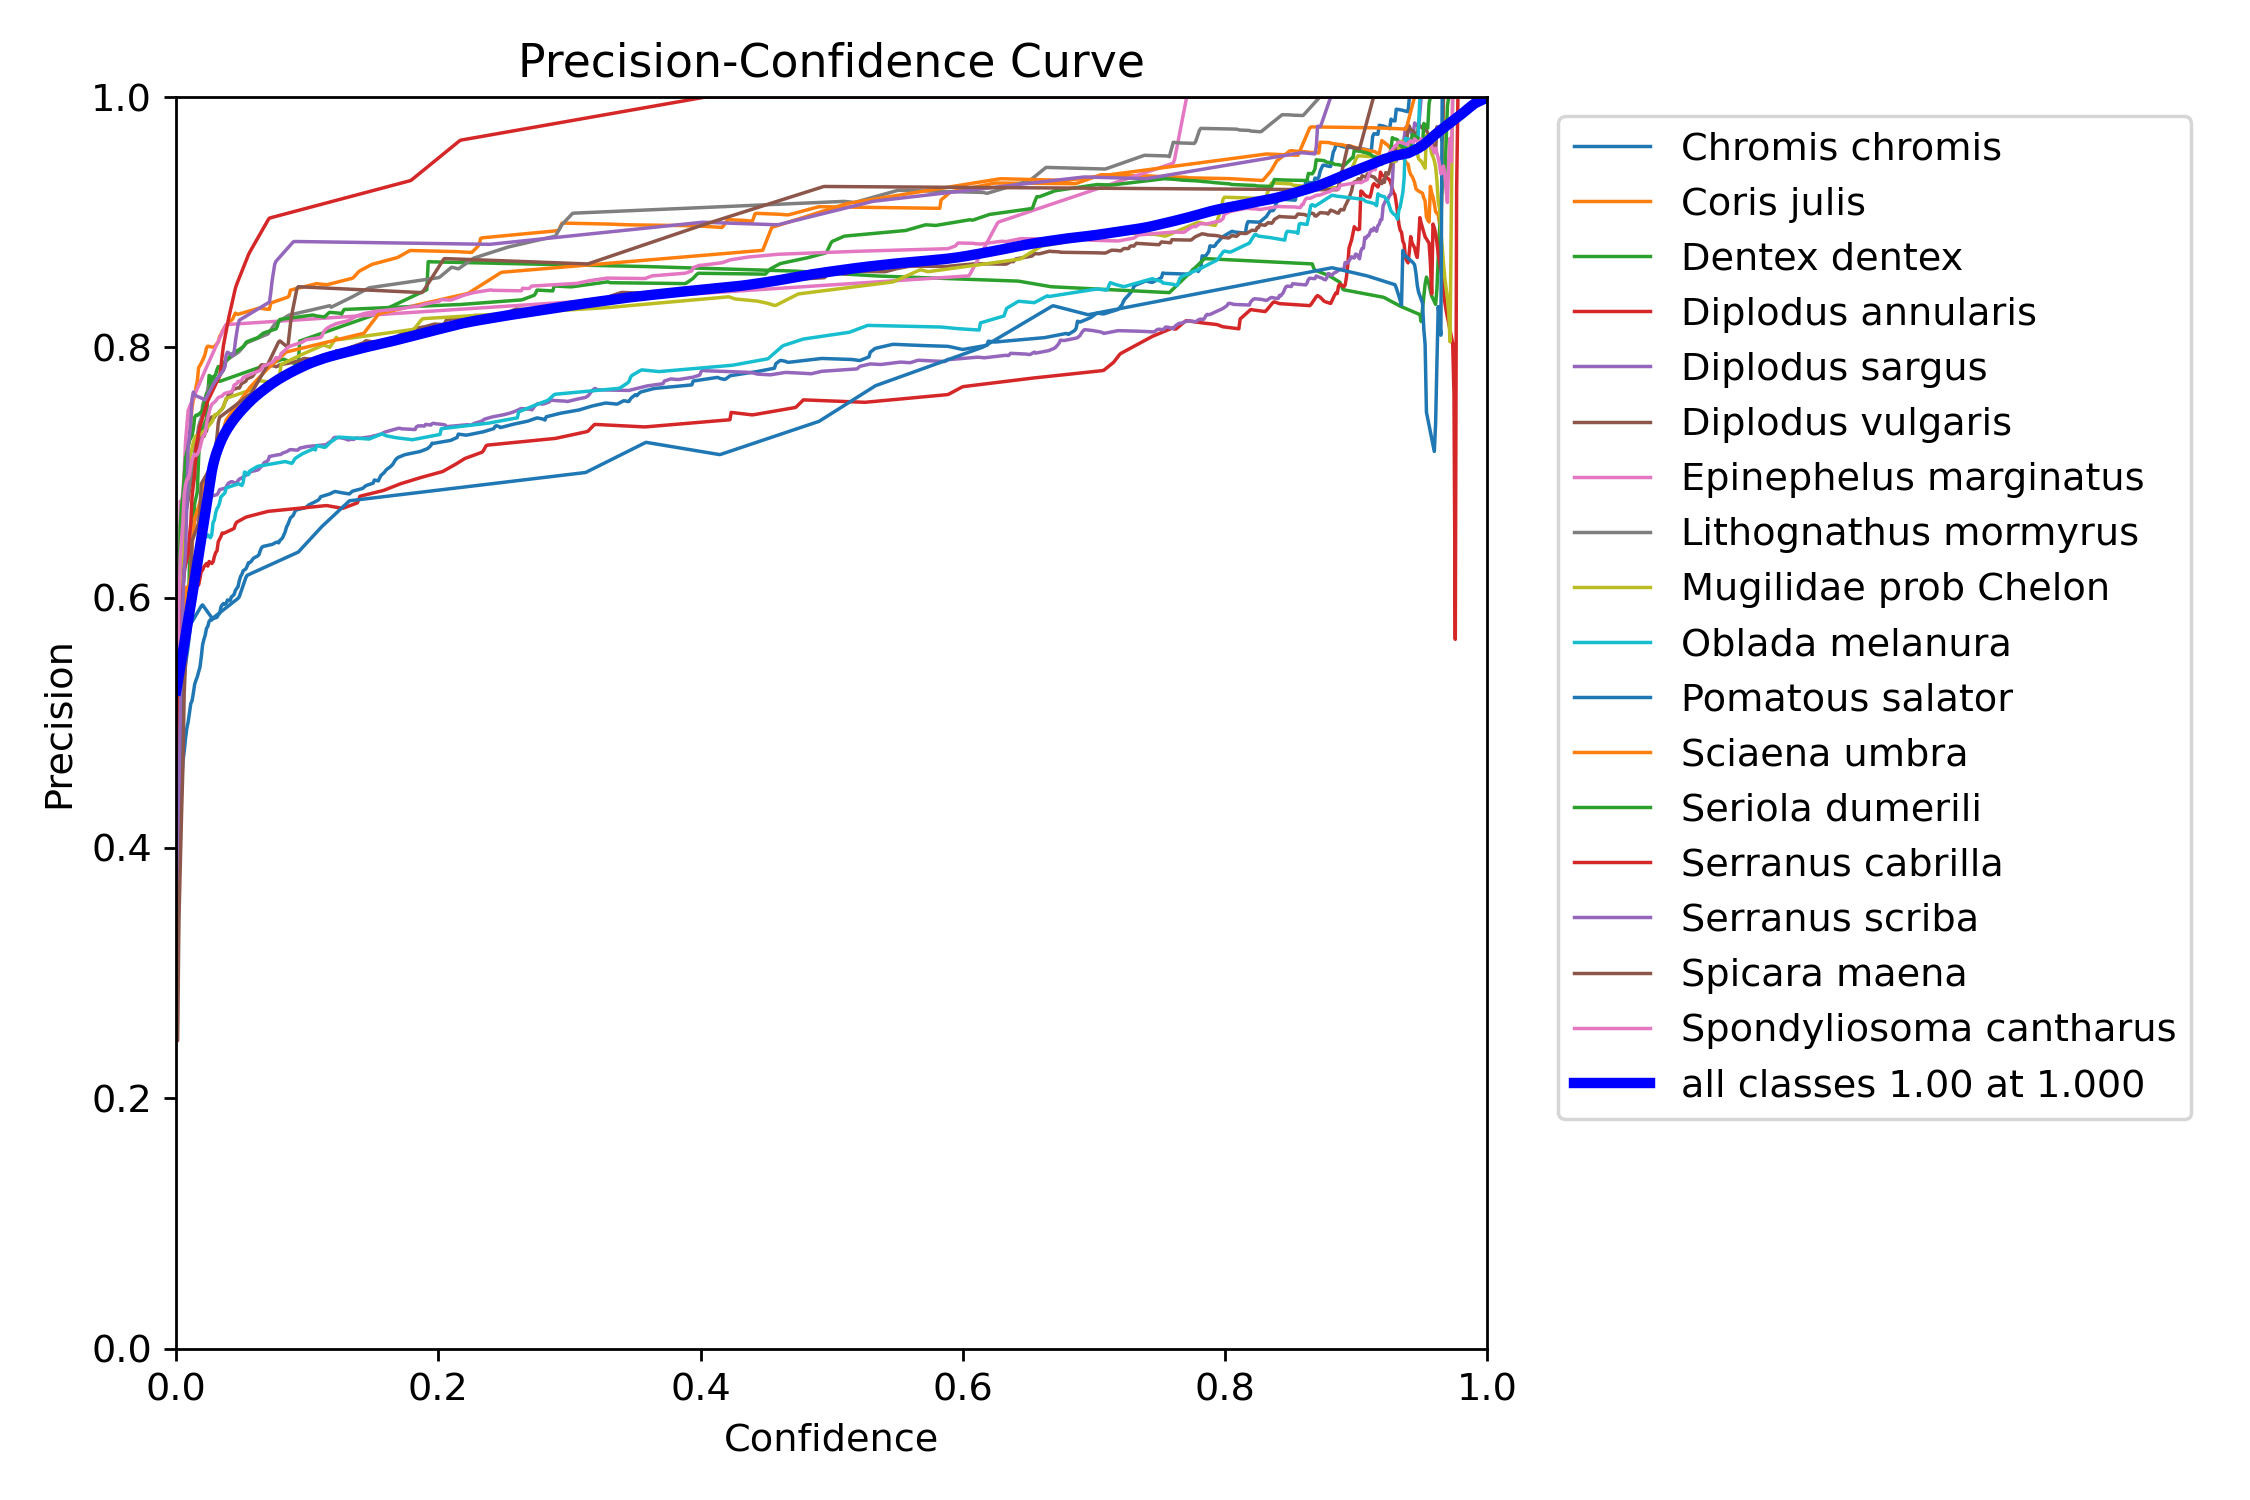 Precision-Confidence Curve
1.0
0.8
0.6
0.4
0.2
0.0
Precision
0.0 0.2 0.4 0.6 0.8 1.0
Confidence
Chromis chromis
Coris julis
Dentex dentex
Diplodus annularis
Diplodus sargus
Diplodus vulgaris
Epinephelus marginatus
Lithognathus mormyrus
Mugilidae prob Chelon
Oblada melanura
Pomatous salator
Sciaena umbra
Seriola dumerili
Serranus cabrilla
Serranus scriba
Spicara maena
Spondyliosoma cantharus
all classes 1.00 at 1.000